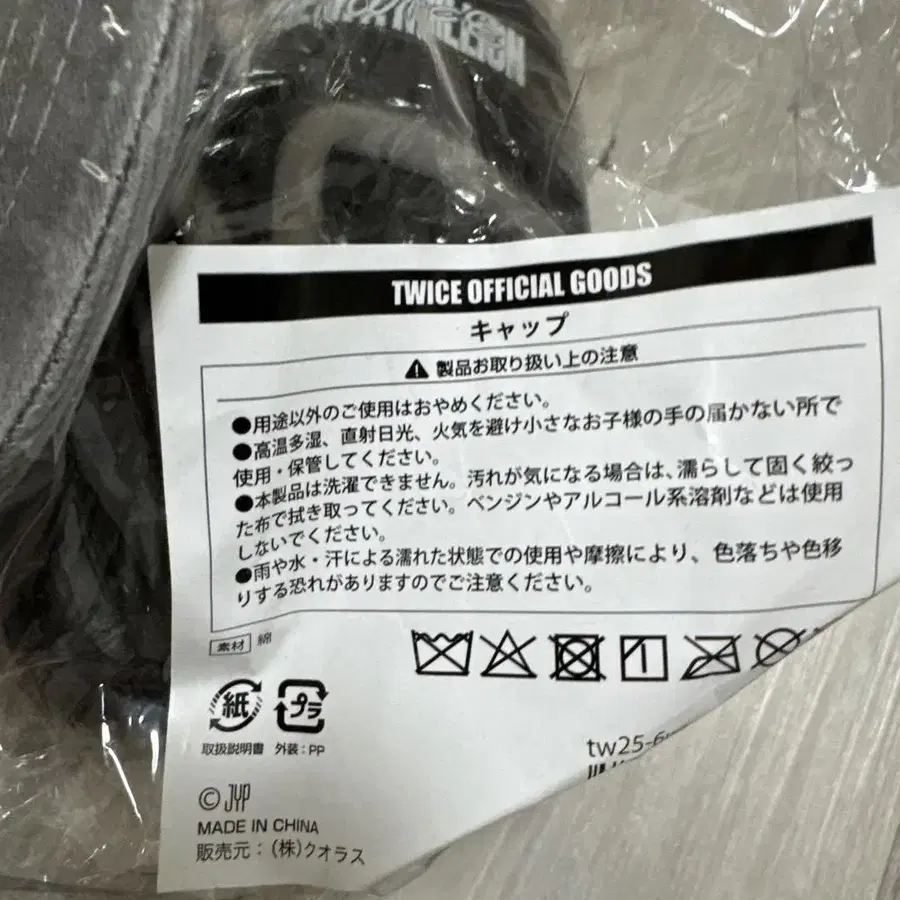 TWICE OFFICIAL GOODS
キャップ
製品お取り扱い上の注意
●用途以外のご使用はおやめください。
●高温多湿、直射日光、火気を避け小さなお子様の手の届かない所で
使用・保管してください。
●本製品は洗濯できません。汚れが気になる場合は、濡らして固く絞っ
た布で拭き取ってください。ベンジンやアルコール系溶剤などは使用
しないでください。
●雨や水・汗による濡れた状態での使用や摩擦により、色落ちや色移
りする恐れがありますのでご注意ください。
素材 綿
紙 プラ
取扱説明書 外装：PP
tw25-6
© JYP
MADE IN CHINA
販売元：(株)クオラス